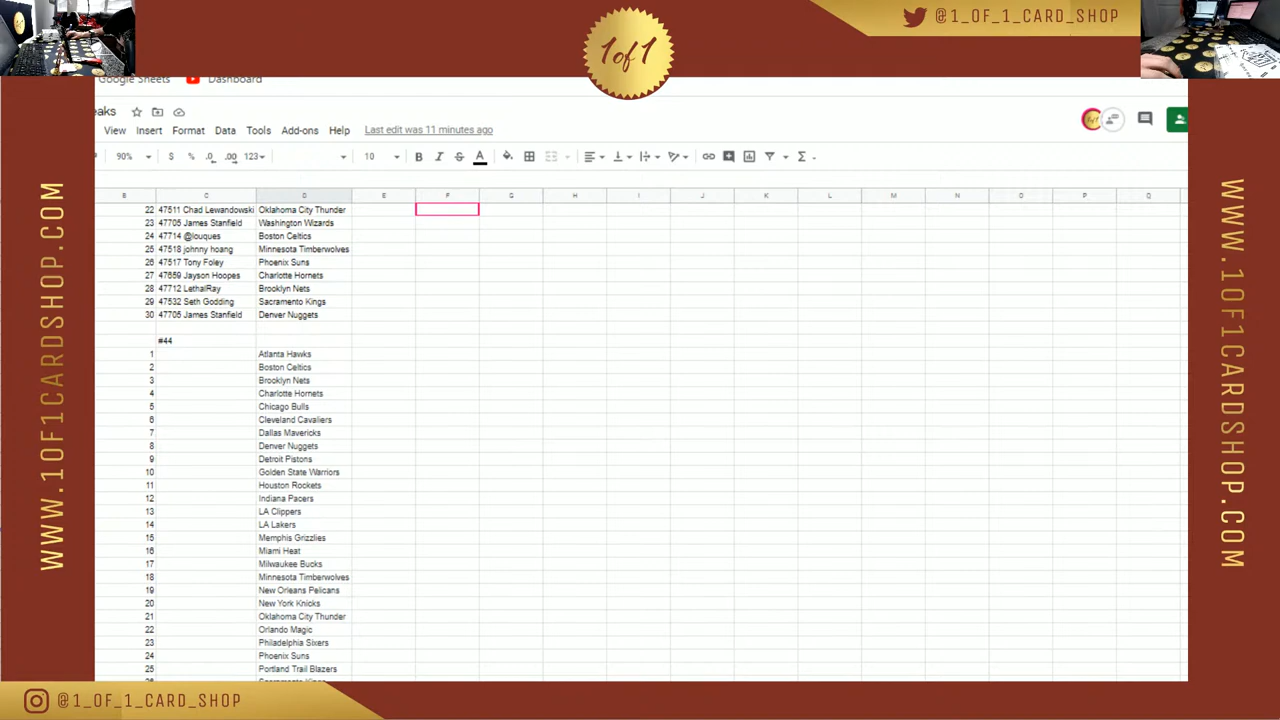 @1_OF_1_CARD_SHOP
1of1
Google Sheets Dashboard
eaks
View Insert Format Data Tools Add-ons Help Last edit was 11 minutes ago
90% $ % .0 .00 123 10 B I S A
B C D E F G H I J K L M N O P Q
22 47511 Chad Lewandowski Oklahoma City Thunder
23 47705 James Stanfield Washington Wizards
24 47714 @louques Boston Celtics
25 47518 johnny hoang Minnesota Timberwolves
26 47517 Tony Foley Phoenix Suns
27 47659 Jayson Hoopes Charlotte Hornets
28 47712 LethalRay Brooklyn Nets
29 47532 Seth Godding Sacramento Kings
30 47705 James Stanfield Denver Nuggets
#44
1 Atlanta Hawks
2 Boston Celtics
3 Brooklyn Nets
4 Charlotte Hornets
5 Chicago Bulls
6 Cleveland Cavaliers
7 Dallas Mavericks
8 Denver Nuggets
9 Detroit Pistons
10 Golden State Warriors
11 Houston Rockets
12 Indiana Pacers
13 LA Clippers
14 LA Lakers
15 Memphis Grizzlies
16 Miami Heat
17 Milwaukee Bucks
18 Minnesota Timberwolves
19 New Orleans Pelicans
20 New York Knicks
21 Oklahoma City Thunder
22 Orlando Magic
23 Philadelphia Sixers
24 Phoenix Suns
25 Portland Trail Blazers
WWW.1OF1CARDSHOP.COM
WWW.1OF1CARDSHOP.COM
@1_OF_1_CARD_SHOP